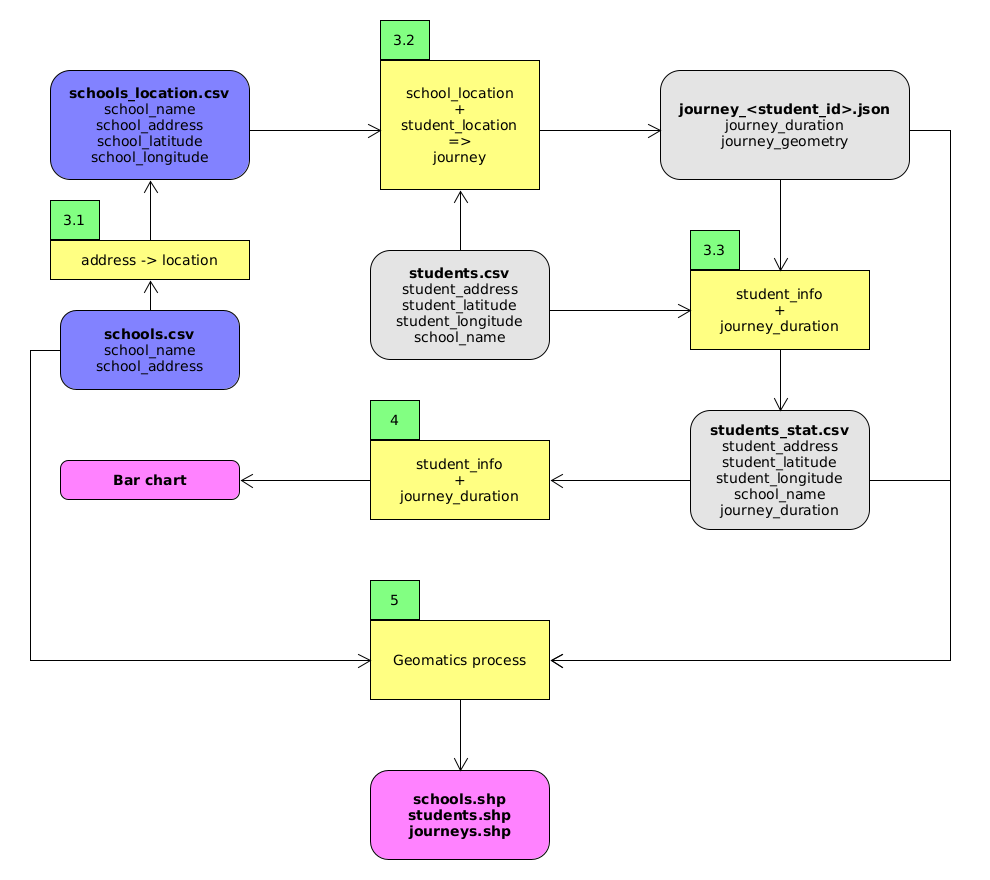 3.2
schools_location.csv
school_name
school_address
school_latitude
school_longitude
school_location
+
student_location
=>
journey
journey_<student_id>.json
journey_duration
journey_geometry
3.1
address -> location
students.csv
student_address
student_latitude
student_longitude
school_name
3.3
student_info
+
journey_duration
schools.csv
school_name
school_address
4
student_info
+
journey_duration
students_stat.csv
student_address
student_latitude
student_longitude
school_name
journey_duration
Bar chart
5
Geomatics process
schools.shp
students.shp
journeys.shp